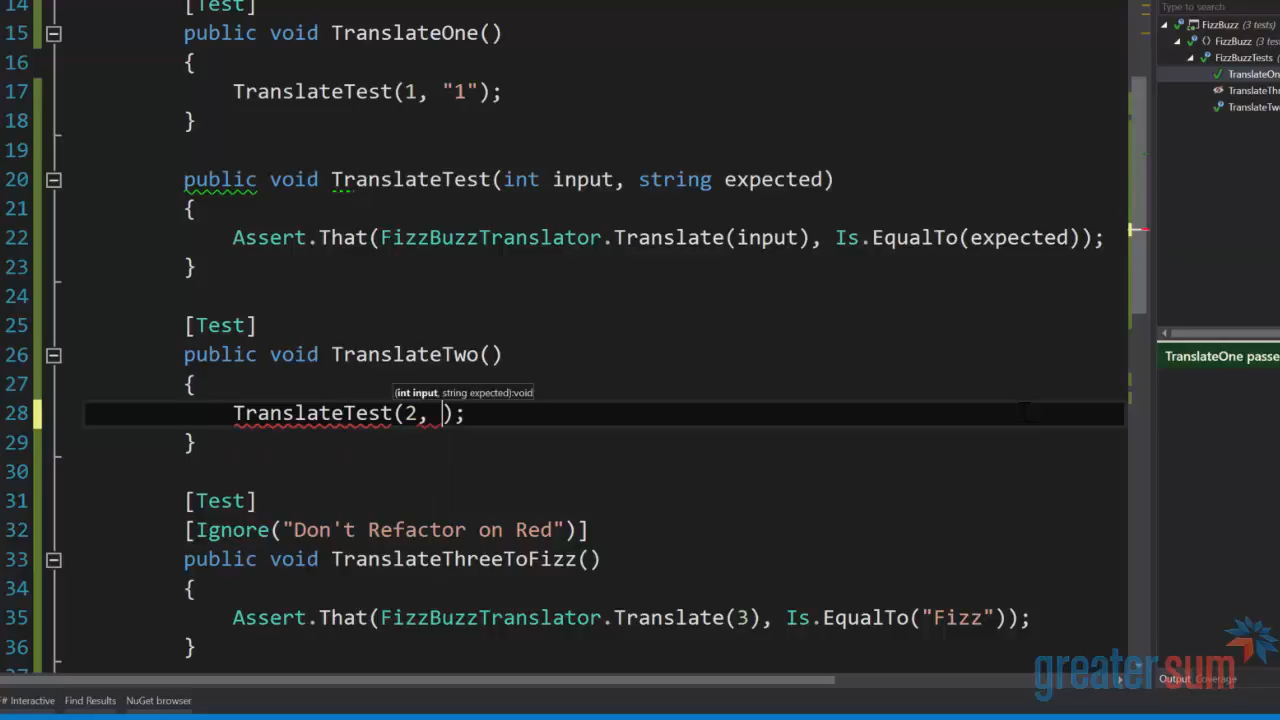 14 [Test]
15 public void TranslateOne()
16 {
17 TranslateTest(1, "1");
18 }
19
20 public void TranslateTest(int input, string expected)
21 {
22 Assert.That(FizzBuzzTranslator.Translate(input), Is.EqualTo(expected));
23 }
24
25 [Test]
26 public void TranslateTwo()
27 {
(int input, string expected):void
28 TranslateTest(2, );
29 }
30
31 [Test]
32 [Ignore("Don't Refactor on Red")]
33 public void TranslateThreeToFizz()
34 {
35 Assert.That(FizzBuzzTranslator.Translate(3), Is.EqualTo("Fizz"));
36 }
Type to search
FizzBuzz (3 tests)
{} FizzBuzz (3 tes
FizzBuzzTests
TranslateOn
TranslateThr
TranslateTwo
TranslateOne passe
Output Coverage
greater sum
F# Interactive Find Results NuGet browser